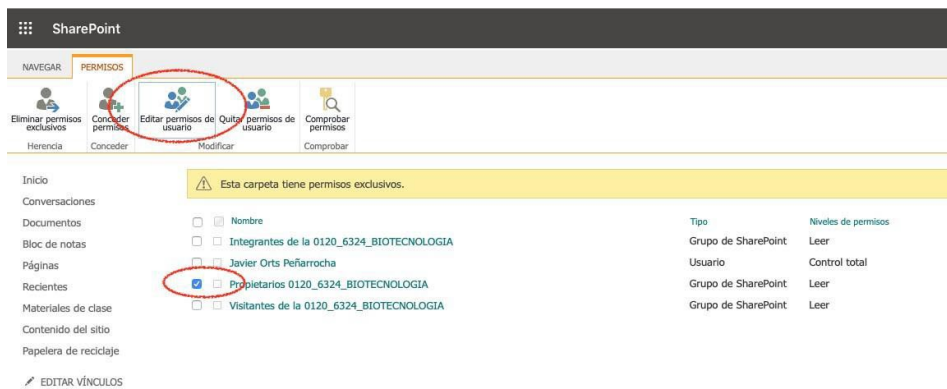 SharePoint
NAVEGAR PERMISOS
Eliminar permisos exclusivos
Conceder permisos
Editar permisos de usuario
Quitar permisos de usuario
Comprobar permisos
Herencia Conceder Modificar Comprobar
Inicio
Conversaciones
Documentos
Bloc de notas
Páginas
Recientes
Materiales de clase
Contenido del sitio
Papelera de reciclaje
EDITAR VÍNCULOS
Esta carpeta tiene permisos exclusivos.
Nombre Tipo Niveles de permisos
Integrantes de la 0120_6324_BIOTECNOLOGIA Grupo de SharePoint Leer
Javier Orts Peñarrocha Usuario Control total
Propietarios 0120_6324_BIOTECNOLOGIA Grupo de SharePoint Leer
Visitantes de la 0120_6324_BIOTECNOLOGIA Grupo de SharePoint Leer